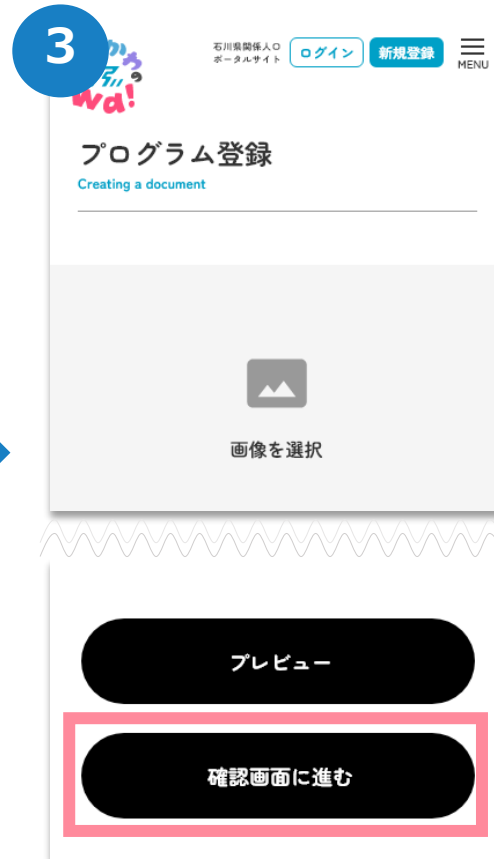 3
石川県関係人口
ポータルサイト
ログイン
新規登録
MENU
wa!
プログラム登録
Creating a document
画像を選択
プレビュー
確認画面に進む